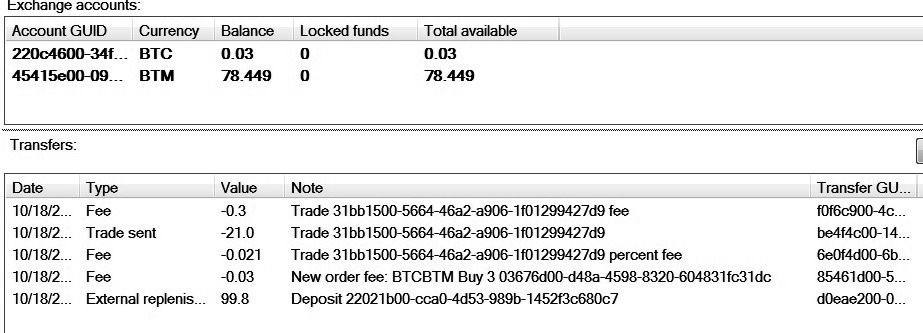 Exchange accounts:
Account GUID Currency Balance Locked funds Total available
220c4600-34f... BTC 0.03 0 0.03
45415e00-09... BTM 78.449 0 78.449
Transfers:
Date Type Value Note Transfer GU...
10/18/2... Fee -0.3 Trade 31bb1500-5664-46a2-a906-1f01299427d9 fee f0f6c900-4c...
10/18/2... Trade sent -21.0 Trade 31bb1500-5664-46a2-a906-1f01299427d9 be4f4c00-14...
10/18/2... Fee -0.021 Trade 31bb1500-5664-46a2-a906-1f01299427d9 percent fee 6e0f4d00-6b...
10/18/2... Fee -0.03 New order fee: BTCBTM Buy 3 03676d00-d48a-4598-8320-604831fc31dc 85461d00-5...
10/18/2... External replenis... 99.8 Deposit 22021b00-cca0-4d53-989b-1452f3c680c7 d0eae200-0...